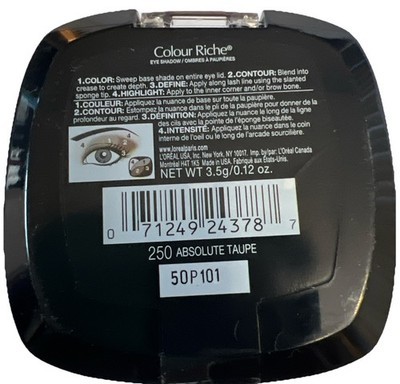 Colour Riche®
EYE SHADOW / OMBRES À PAUPIÈRES
1.COLOR: Sweep base shade on entire eye lid. 2.CONTOUR: Blend into
crease to create depth. 3.DEFINE: Apply along lash line using the slanted
sponge tip. 4.HIGHLIGHT: Apply to the inner corner and/or brow bone.
1.COULEUR: Appliquez la nuance de base sur toute la paupière.
2.CONTOUR: Estompez la nuance dans le pli de la paupière pour donner de la
profondeur au regard. 3.DÉFINITION: Appliquez la nuance le long de la ligne
des cils avec la pointe de l'éponge biseautée.
4.INTENSITÉ: Appliquez la nuance dans le coin
interne de l'oeil ou le long de l'arcade sourcilière.
www.lorealparis.com
L'ORÉAL USA, Inc. New York, NY 10017. Imp. by/par: L'Oréal Canada
Montréal H4T 1K5 Made in USA. Fabriqué aux États-Unis.
NET WT 3.5g/0.12 oz.
0 71249 24378 7
250 ABSOLUTE TAUPE
50P101